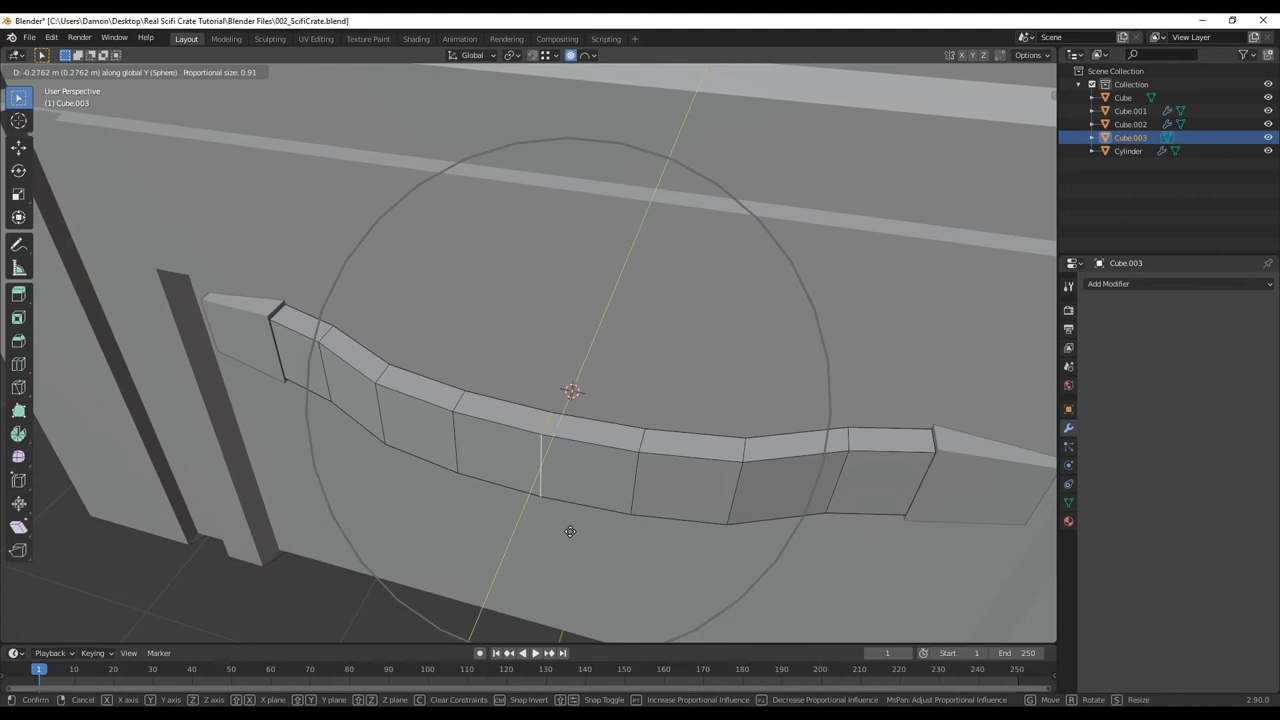 Blender* [C:\Users\Damon\Desktop\Real Scifi Crate Tutorial\Blender Files\002_ScifiCrate.blend]
File Edit Render Window Help Layout Modeling Sculpting UV Editing Texture Paint Shading Animation Rendering Compositing Scripting + Scene View Layer
Global X Y Z Options
D: -0.2762 m (0.2762 m) along global Y (Sphere) Proportional size: 0.91
User Perspective
(1) Cube.003
Scene Collection
Collection
Cube
Cube.001
Cube.002
Cube.003
Cylinder
Cube.003
Add Modifier
Playback Keying View Marker 1 Start 1 End 250
1 10 20 30 40 50 60 70 80 90 100 110 120 130 140 150 160 170 180 190 200 210 220 230 240 250
Confirm Cancel X X axis Y Y axis Z Z axis X X plane Y Y plane Z Z plane C Clear Constraints Snap Invert Snap Toggle Increase Proportional Influence Decrease Proportional Influence MsPan: Adjust Proportional Influence G Move R Rotate S Resize 2.90.0